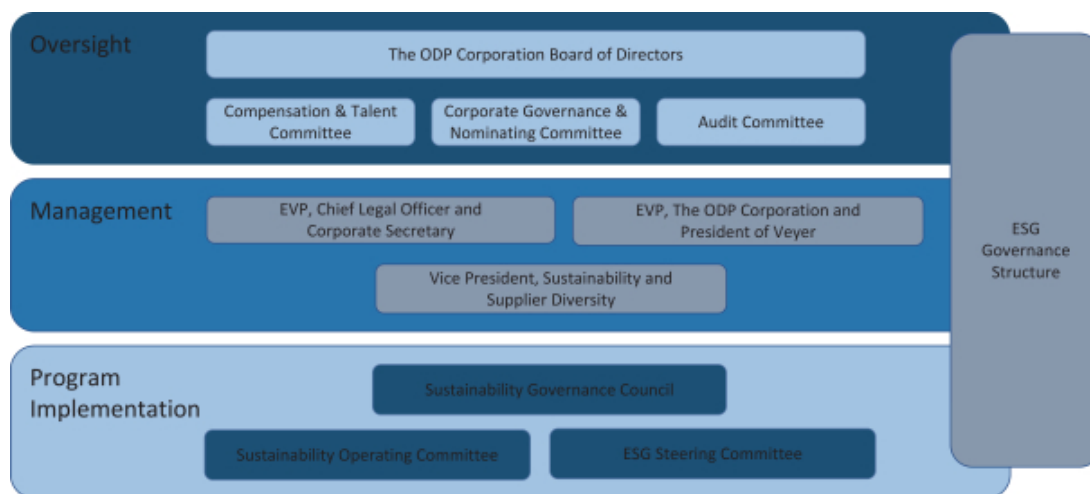 Oversight
The ODP Corporation Board of Directors
Compensation & Talent
Committee
Corporate Governance &
Nominating Committee
Audit Committee
Management
EVP, Chief Legal Officer and
Corporate Secretary
EVP, The ODP Corporation and
President of Veyer
Vice President, Sustainability and
Supplier Diversity
Program
Implementation
Sustainability Governance Council
Sustainability Operating Committee
ESG Steering Committee
ESG
Governance
Structure